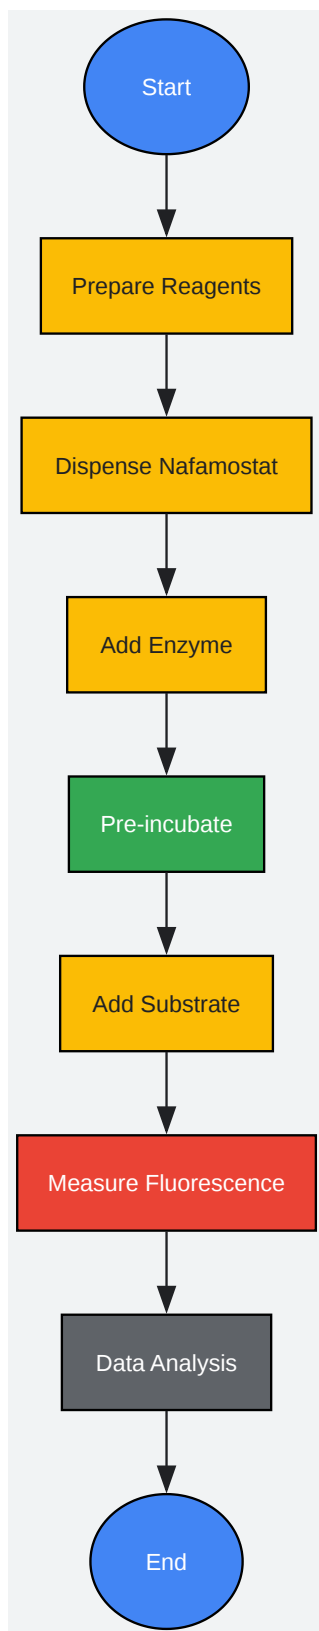 Start
Prepare Reagents
Dispense Nafamostat
Add Enzyme
Pre-incubate
Add Substrate
Measure Fluorescence
Data Analysis
End